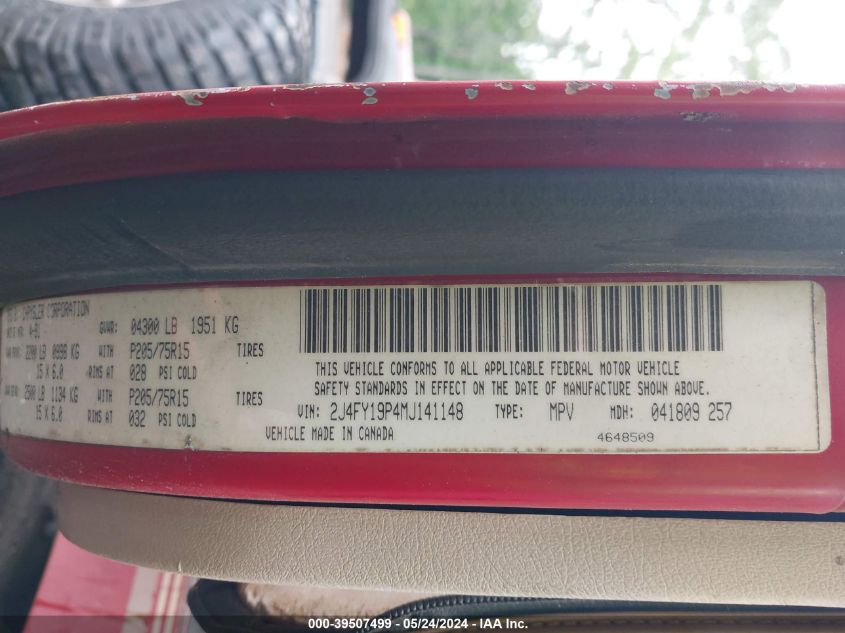 CHRYSLER CORPORATION
4-91 GVWR: 04300 LB 1951 KG
2200 LB 0998 KG WITH P205/75R15 TIRES
15 X 6.0 RIMS AT 028 PSI COLD
2500 LB 1134 KG WITH P205/75R15 TIRES
15 X 6.0 RIMS AT 032 PSI COLD
THIS VEHICLE CONFORMS TO ALL APPLICABLE FEDERAL MOTOR VEHICLE
SAFETY STANDARDS IN EFFECT ON THE DATE OF MANUFACTURE SHOWN ABOVE.
VIN: 2J4FY19P4MJ141148 TYPE: MPV MDH: 041809 257
VEHICLE MADE IN CANADA 4648509
000-39507499 - 05/24/2024 - IAA Inc.